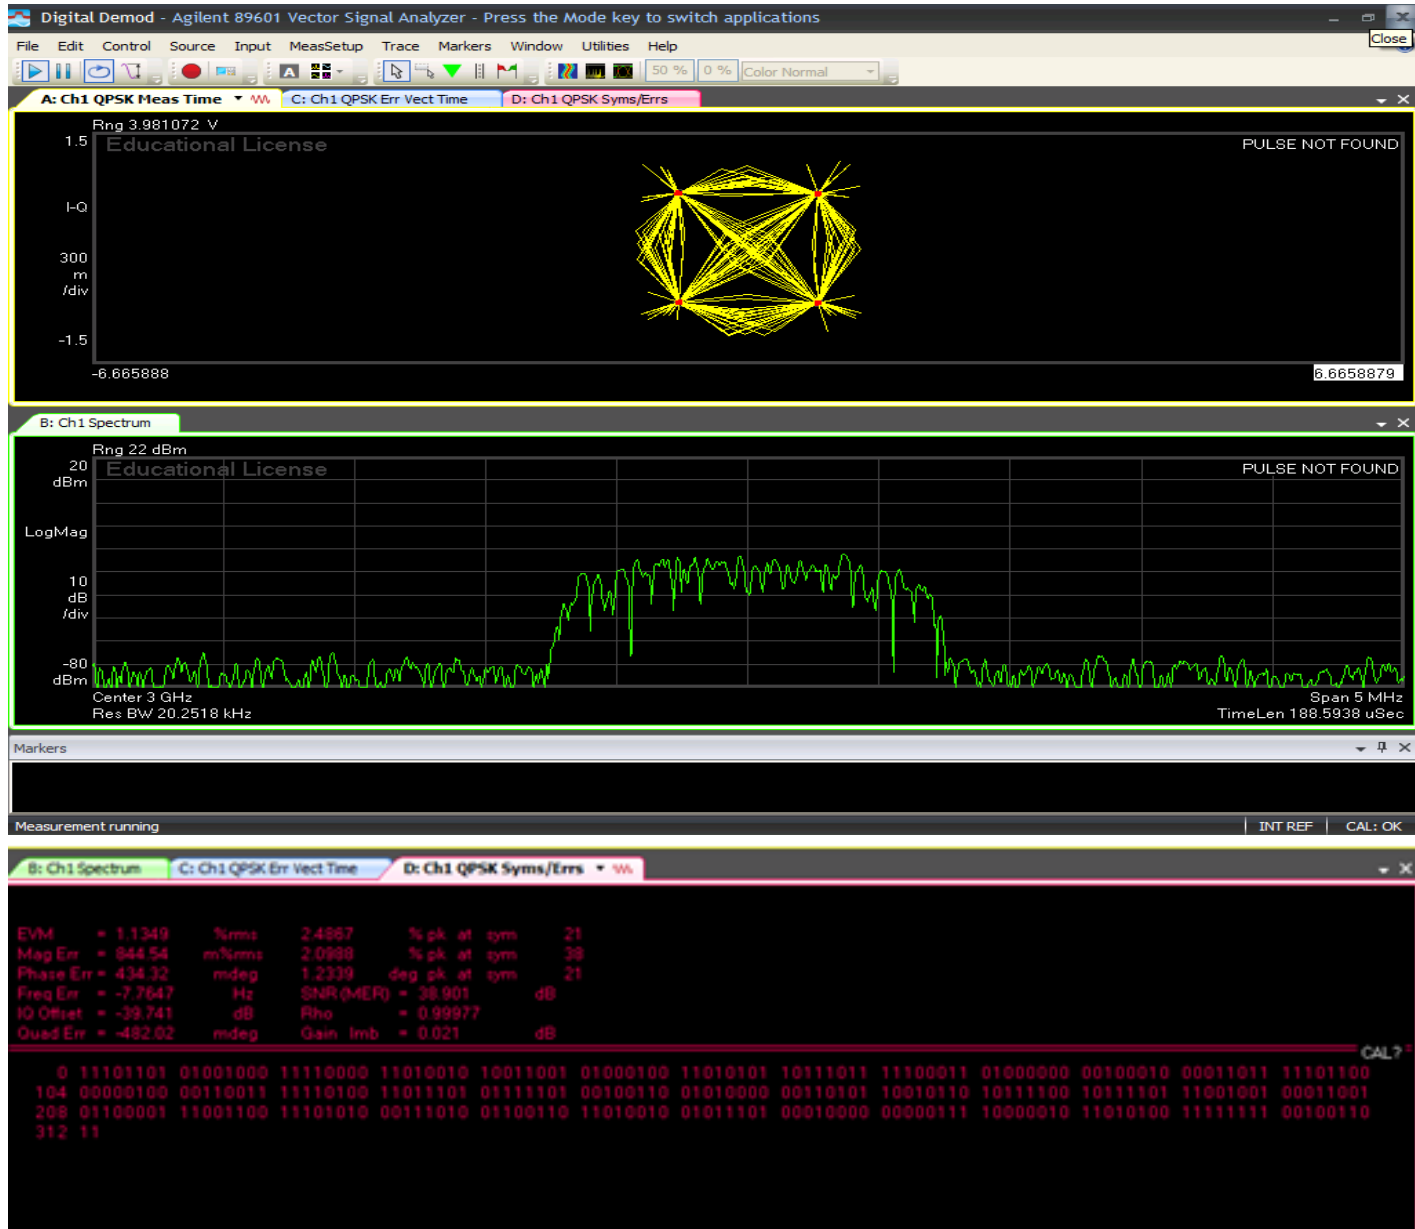 Digital Demod - Agilent 89601 Vector Signal Analyzer - Press the Mode key to switch applications
Close
File Edit Control Source Input MeasSetup Trace Markers Window Utilities Help
A 50 % 0 % Color Normal
A: Ch1 QPSK Meas Time C: Ch1 QPSK Err Vect Time D: Ch1 QPSK Syms/Errs
Rng 3.981072 V
1.5 Educational License PULSE NOT FOUND
I-Q
300
m
/div
-1.5
-6.665888 6.6658879
B: Ch1 Spectrum
Rng 22 dBm
20 Educational License PULSE NOT FOUND
dBm
LogMag
10
dB
/div
-80
dBm
Center 3 GHz Span 5 MHz
Res BW 20.2518 kHz TimeLen 188.5938 uSec
Markers
Measurement running INT REF CAL: OK
B: Ch1 Spectrum C: Ch1 QPSK Err Vect Time D: Ch1 QPSK Syms/Errs
EVM = 1.1349 %rms 2.4867 % pk at sym 21
Mag Err = 844.54 m%rms 2.0988 % pk at sym 38
Phase Err = 434.32 mdeg 1.2339 deg pk at sym 21
Freq Err = -7.7647 Hz SNR(MER) = 38.901 dB
IQ Offset = -39.741 dB Rho = 0.99977
Quad Err = -482.02 mdeg Gain Imb = 0.021 dB
CAL?
0 11101101 01001000 11110000 11010010 10011001 01000100 11010101 10111011 11100011 01000000 00100010 00011011 11101100
104 00000100 00110011 11110100 11011101 01111101 00100110 01010000 00110101 10010110 10111100 10111101 11001001 00011001
208 01100001 11001100 11101010 00111010 01100110 11010010 01011101 00010000 00000111 10000010 11010100 11111111 00100110
312 11